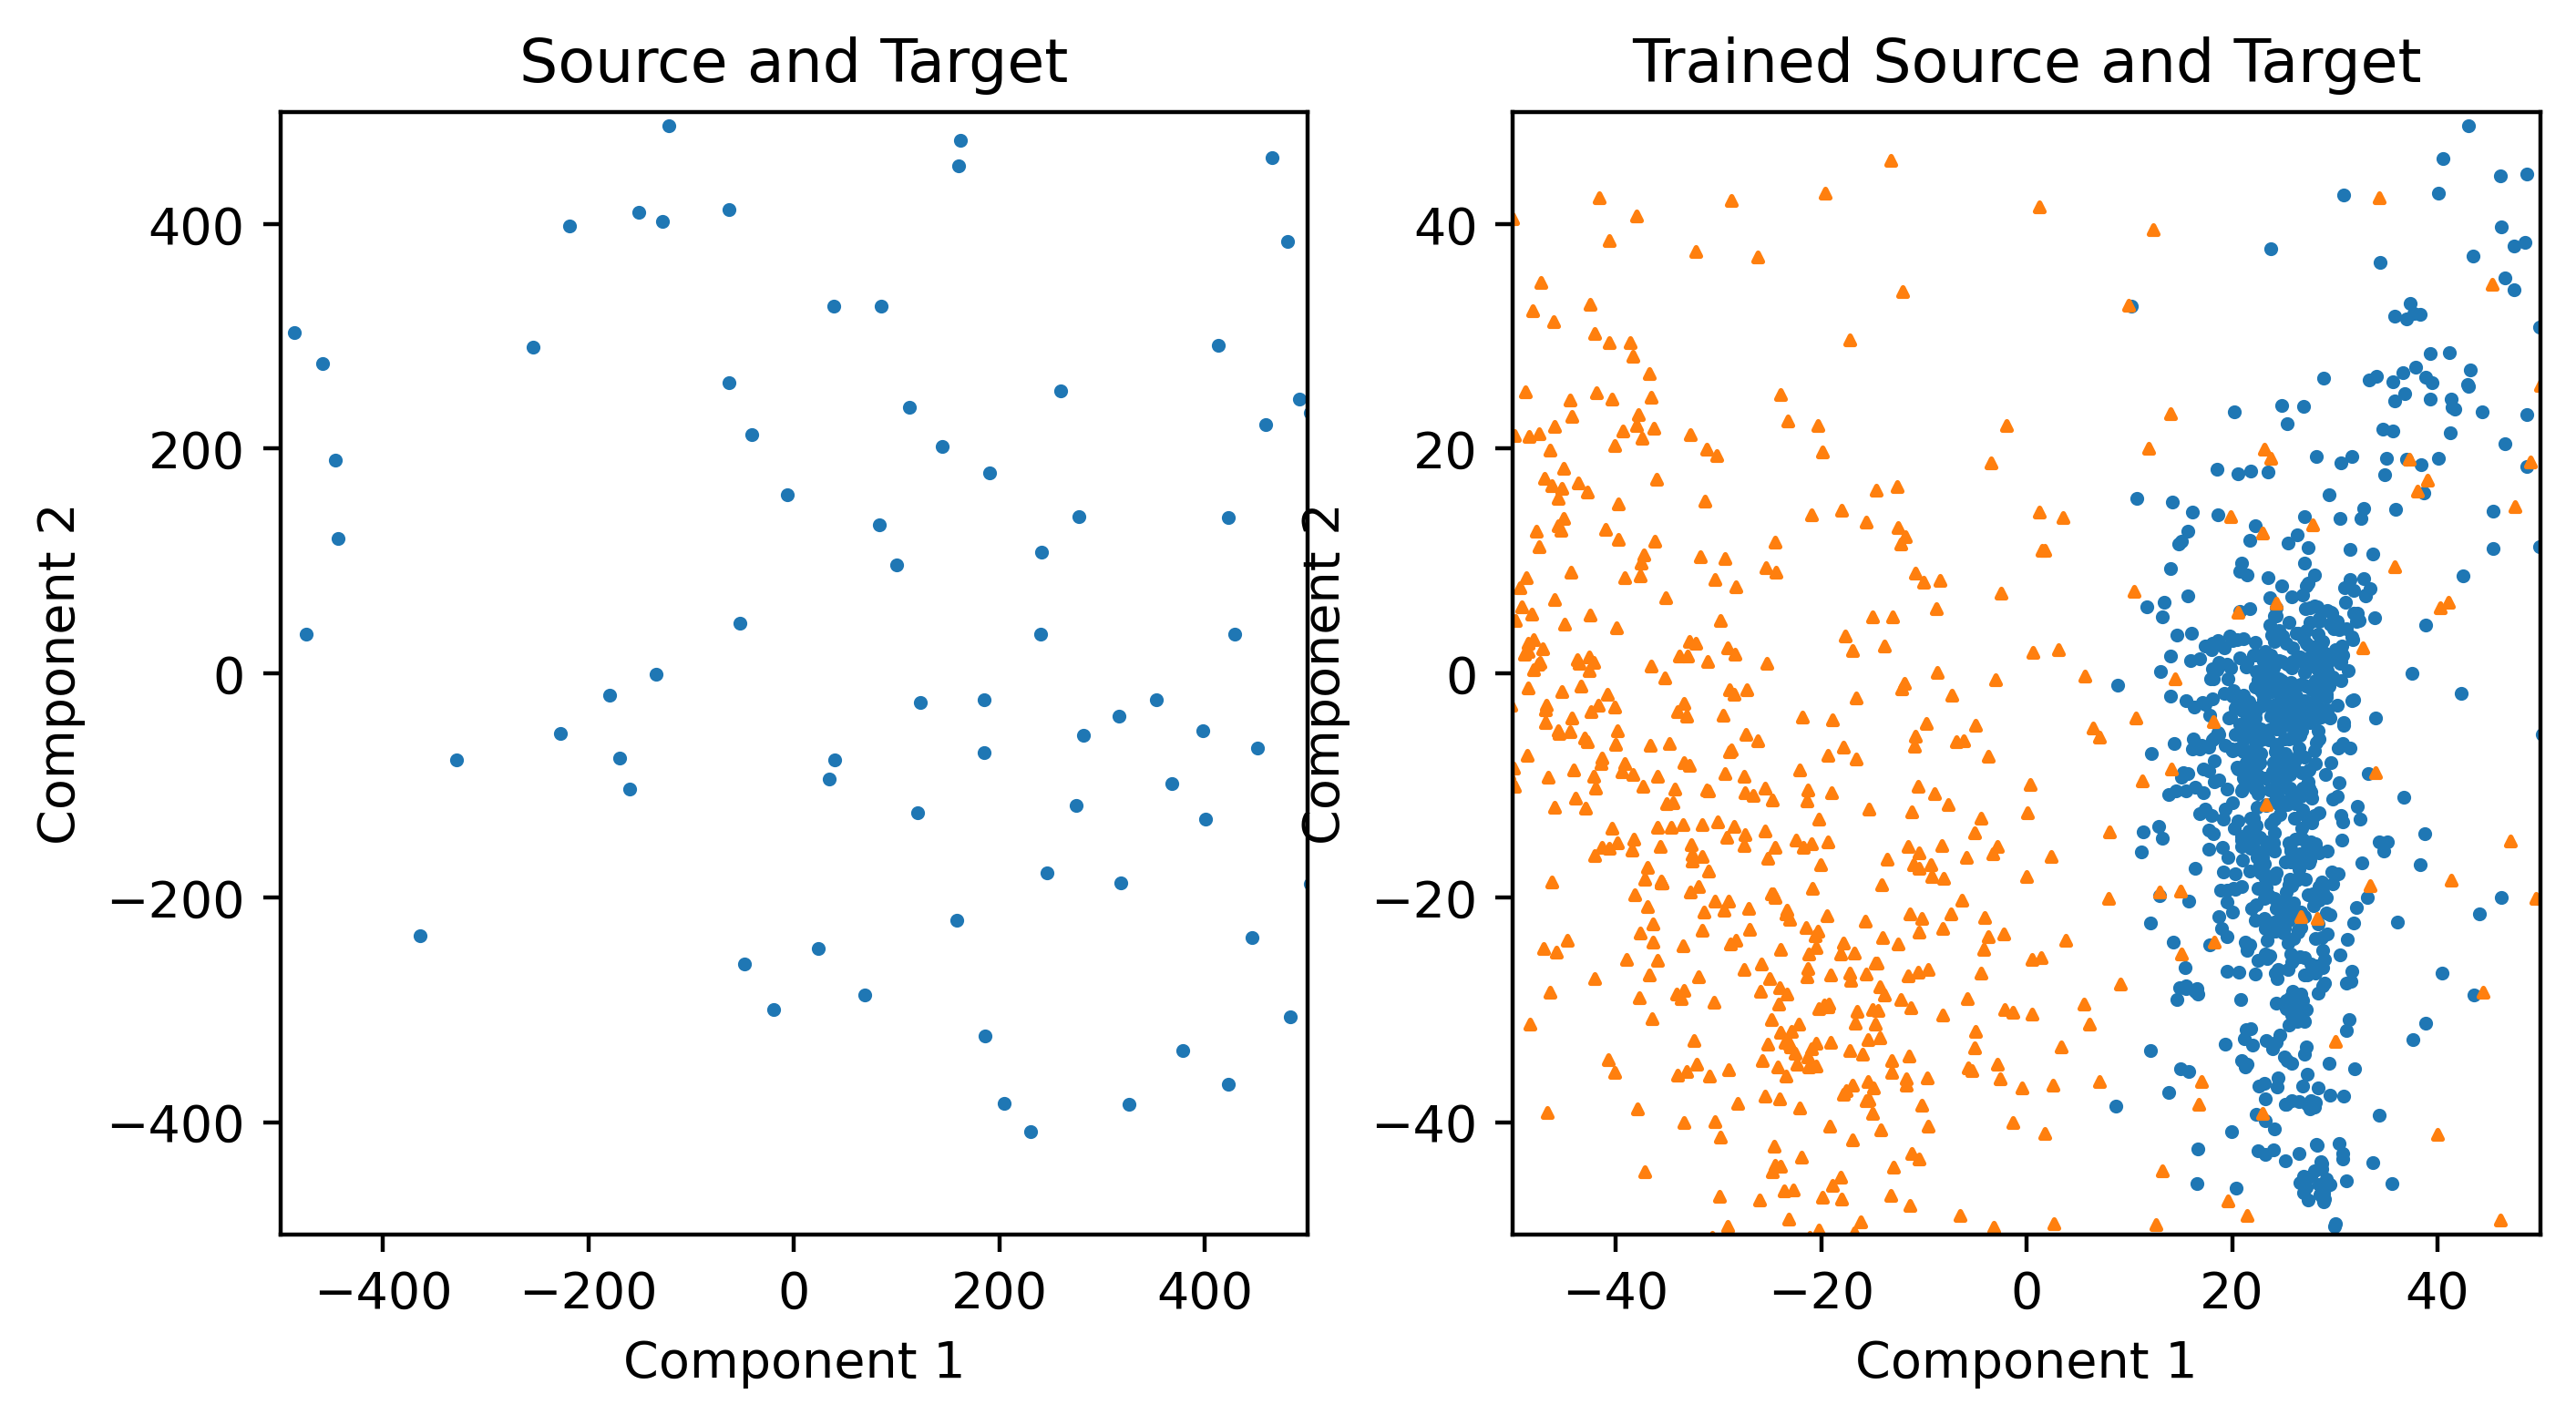 Source and Target
Component 2
400
200
0
−200
−400
−400 −200 0 200 400
Component 1
Trained Source and Target
Component 2
40
20
0
−20
−40
−40 −20 0 20 40
Component 1